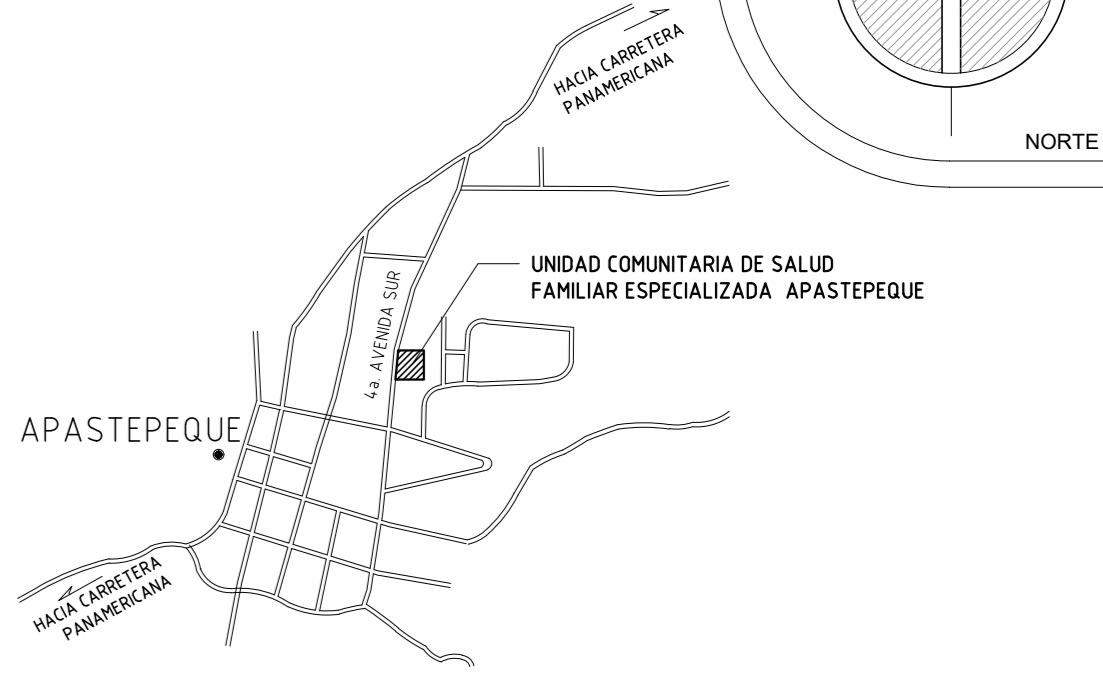 HACIA CARRETERA
PANAMERICANA
NORTE
UNIDAD COMUNITARIA DE SALUD
FAMILIAR ESPECIALIZADA APASTEPEQUE
4a. AVENIDA SUR
APASTEPEQUE
HACIA CARRETERA
PANAMERICANA